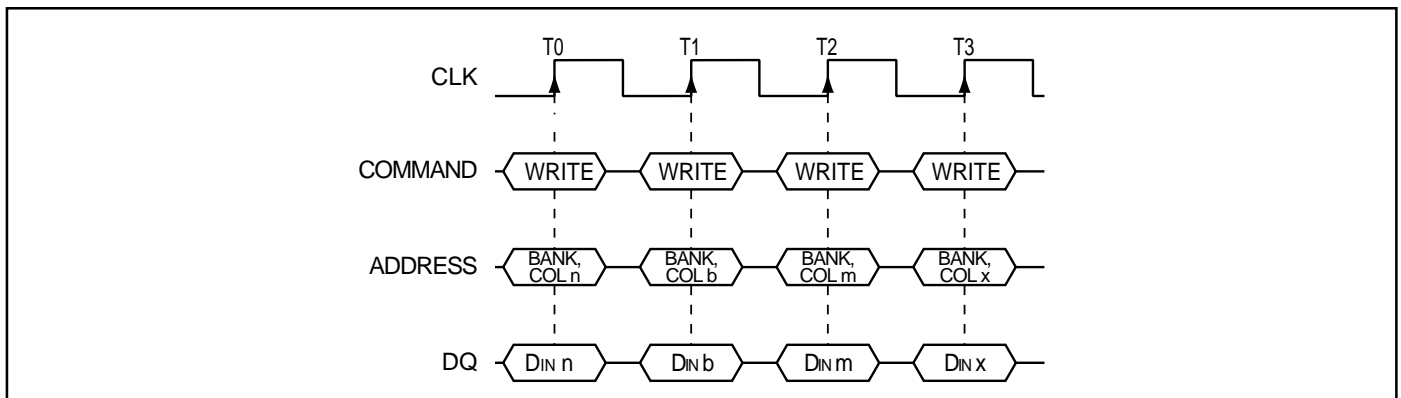 T0 T1 T2 T3
CLK
COMMAND WRITE WRITE WRITE WRITE
ADDRESS BANK, COL n BANK, COL b BANK, COL m BANK, COL x
DQ DIN n DIN b DIN m DIN x